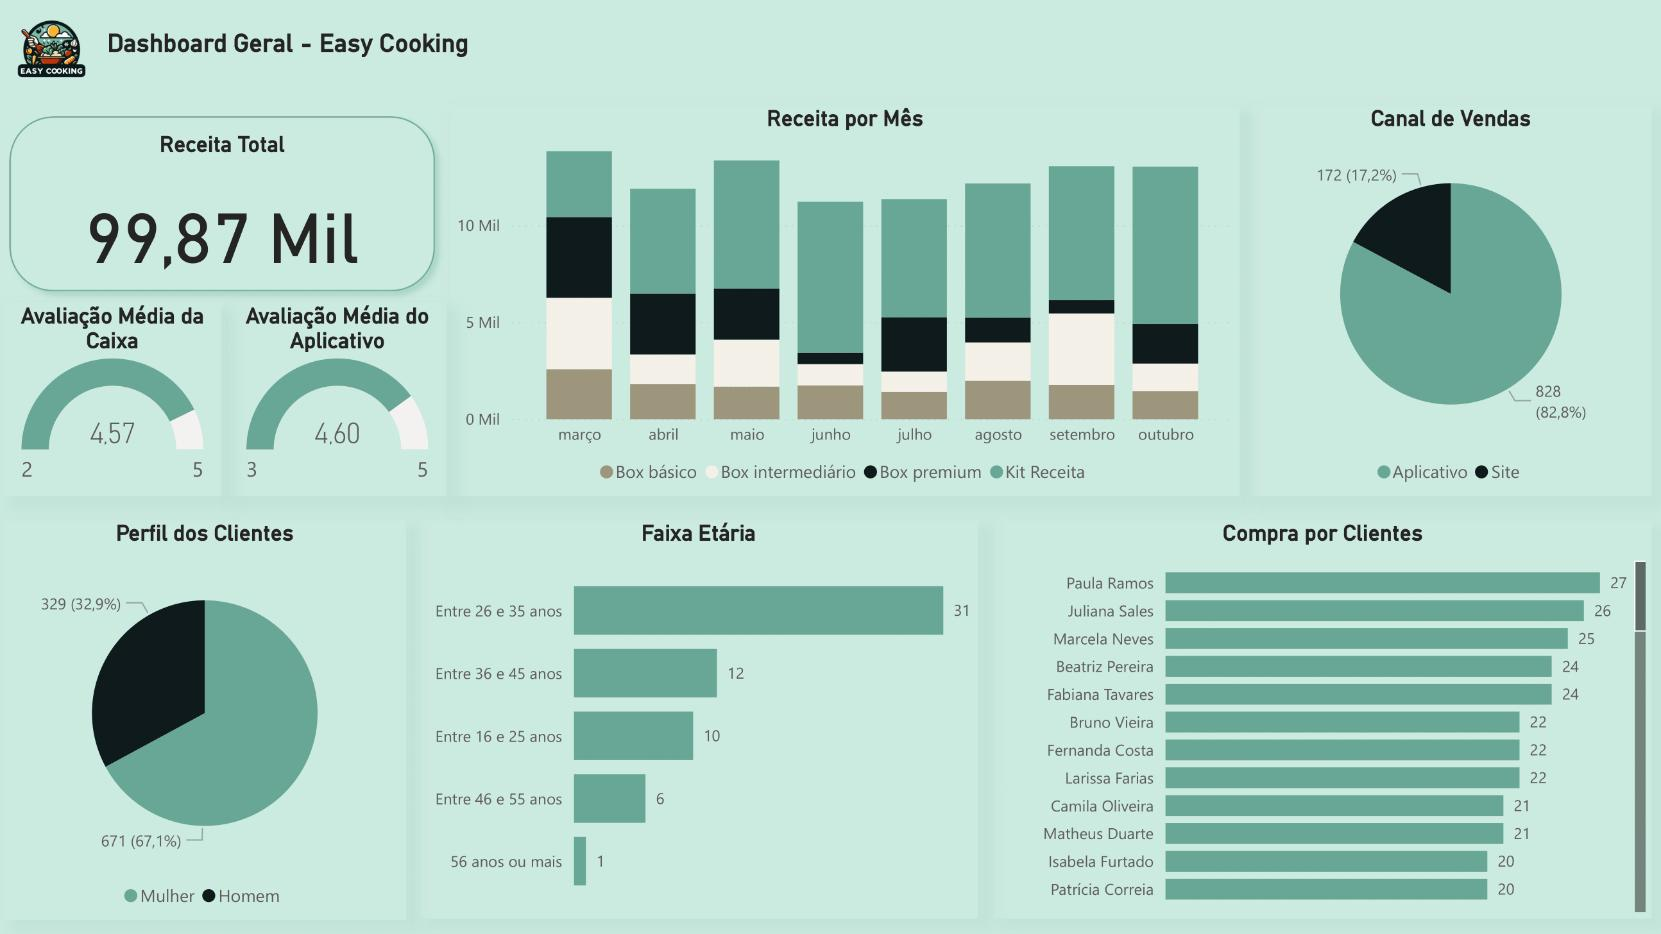 EASY COOKING
Dashboard Geral - Easy Cooking
Receita Total
99,87 Mil
Avaliação Média da
Caixa
4,57
2
5
Avaliação Média do
Aplicativo
4,60
3
5
Receita por Mês
10 Mil
5 Mil
0 Mil
março
abril
maio
junho
julho
agosto
setembro
outubro
Box básico
Box intermediário
Box premium
Kit Receita
Canal de Vendas
172 (17,2%)
828
(82,8%)
Aplicativo
Site
Perfil dos Clientes
329 (32,9%)
671 (67,1%)
Mulher
Homem
Faixa Etária
Entre 26 e 35 anos 31
Entre 36 e 45 anos 12
Entre 16 e 25 anos 10
Entre 46 e 55 anos 6
56 anos ou mais 1
Compra por Clientes
Paula Ramos 27
Juliana Sales 26
Marcela Neves 25
Beatriz Pereira 24
Fabiana Tavares 24
Bruno Vieira 22
Fernanda Costa 22
Larissa Farias 22
Camila Oliveira 21
Matheus Duarte 21
Isabela Furtado 20
Patrícia Correia 20